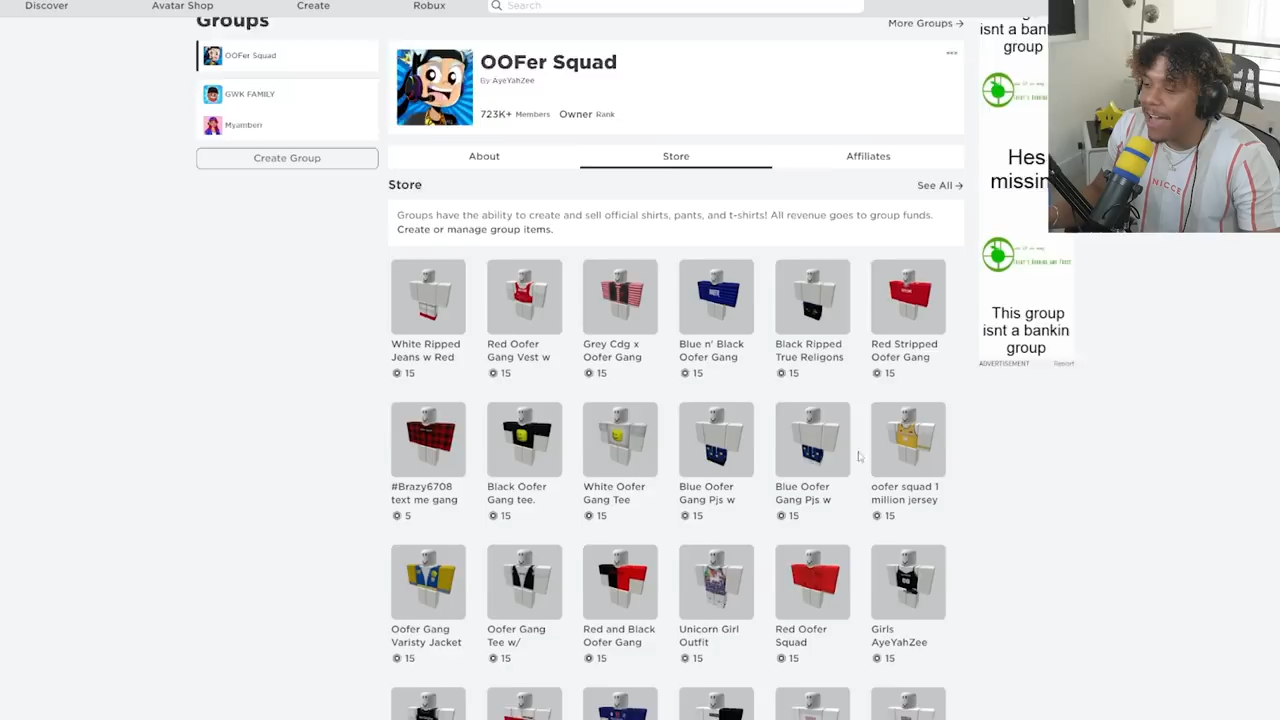 Discover
Avatar Shop
Create
Robux
Search
Groups
More Groups →
OOFer Squad
GWK FAMILY
Myamberr
Create Group
OOFer Squad
By AyeYahZee
723K+ Members
Owner Rank
About
Store
Affiliates
Store
See All →
Groups have the ability to create and sell official shirts, pants, and t-shirts! All revenue goes to group funds.
Create or manage group items.
White Ripped
Jeans w Red
15
Red Oofer
Gang Vest w
15
Grey Cdg x
Oofer Gang
15
Blue n' Black
Oofer Gang
15
Black Ripped
True Religons
15
Red Stripped
Oofer Gang
15
#Brazy6708
text me gang
5
Black Oofer
Gang tee.
15
White Oofer
Gang Tee
15
Blue Oofer
Gang Pjs w
15
Blue Oofer
Gang Pjs w
15
oofer squad 1
million jersey
15
Oofer Gang
Varisty Jacket
15
Oofer Gang
Tee w/
15
Red and Black
Oofer Gang
15
Unicorn Girl
Outfit
15
Red Oofer
Squad
15
Girls
AyeYahZee
15
isnt a bankin
group
Hes
missin
This group
isnt a bankin
group
ADVERTISEMENT
Report
NICCE